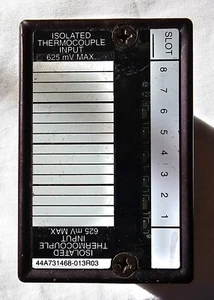 ISOLATED
THERMOCOUPLE
INPUT
625 mV MAX.
SLOT
8
7
6
5
4
3
2
1
ISOLATED
THERMOCOUPLE
INPUT
625 mV MAX
44A731468-013R03